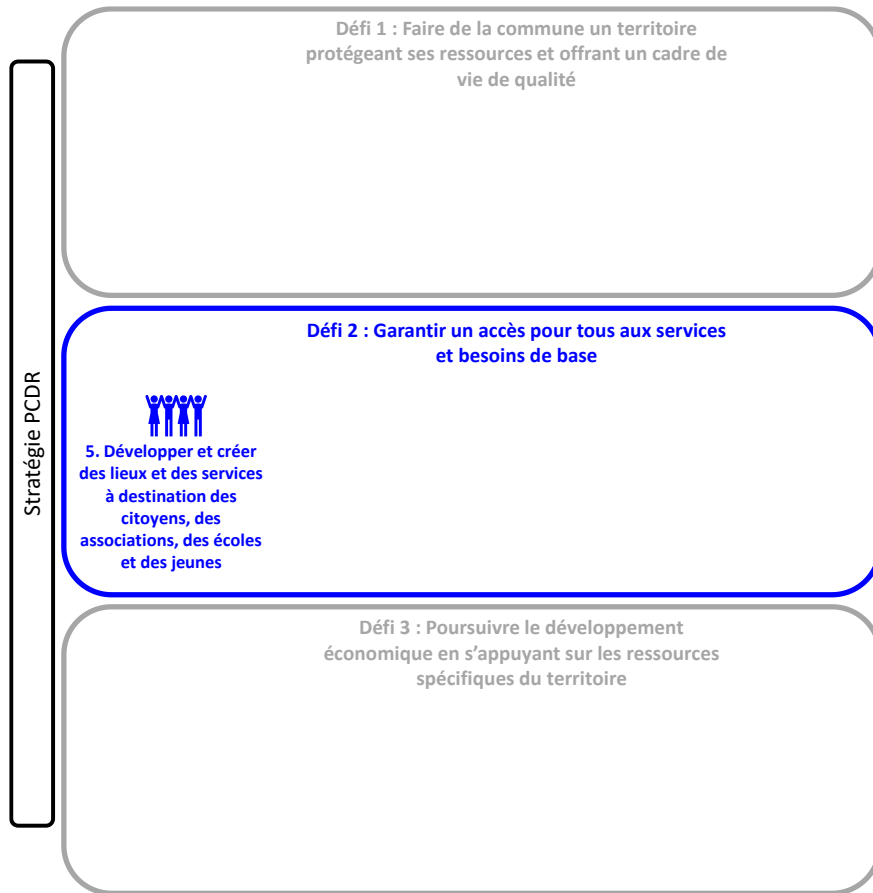 Stratégie PCDR
Défi 1 : Faire de la commune un territoire
protégeant ses ressources et offrant un cadre de
vie de qualité
Défi 2 : Garantir un accès pour tous aux services
et besoins de base
5. Développer et créer
des lieux et des services
à destination des
citoyens, des
associations, des écoles
et des jeunes
Défi 3 : Poursuivre le développement
économique en s’appuyant sur les ressources
spécifiques du territoire